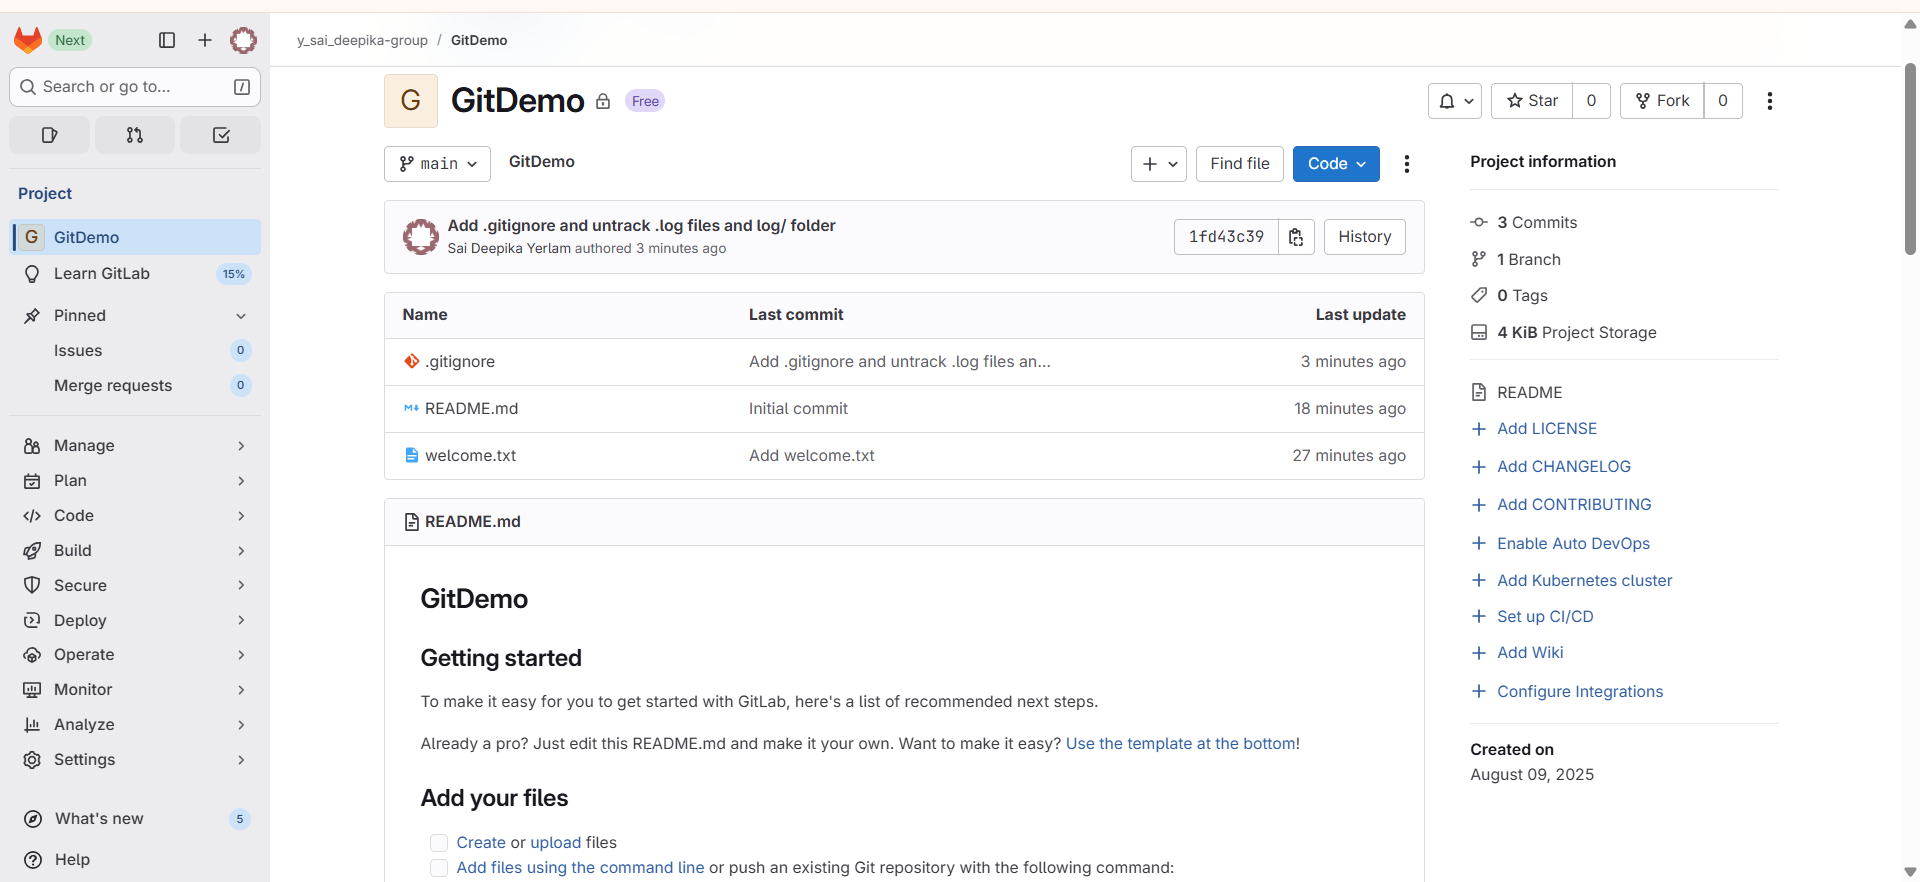 Next
y_sai_deepika-group / GitDemo
Search or go to... /
G GitDemo Free
Star 0 Fork 0
main GitDemo Find file Code
Project
G GitDemo
Learn GitLab 15%
Pinned
Issues 0
Merge requests 0
Manage
Plan
Code
Build
Secure
Deploy
Operate
Monitor
Analyze
Settings
What's new 5
Help
Add .gitignore and untrack .log files and log/ folder
Sai Deepika Yerlam authored 3 minutes ago
1fd43c39 History
Name Last commit Last update
.gitignore Add .gitignore and untrack .log files an... 3 minutes ago
README.md Initial commit 18 minutes ago
welcome.txt Add welcome.txt 27 minutes ago
README.md
GitDemo
Getting started
To make it easy for you to get started with GitLab, here's a list of recommended next steps.
Already a pro? Just edit this README.md and make it your own. Want to make it easy? Use the template at the bottom!
Add your files
Create or upload files
Add files using the command line or push an existing Git repository with the following command:
Project information
3 Commits
1 Branch
0 Tags
4 KiB Project Storage
README
Add LICENSE
Add CHANGELOG
Add CONTRIBUTING
Enable Auto DevOps
Add Kubernetes cluster
Set up CI/CD
Add Wiki
Configure Integrations
Created on
August 09, 2025